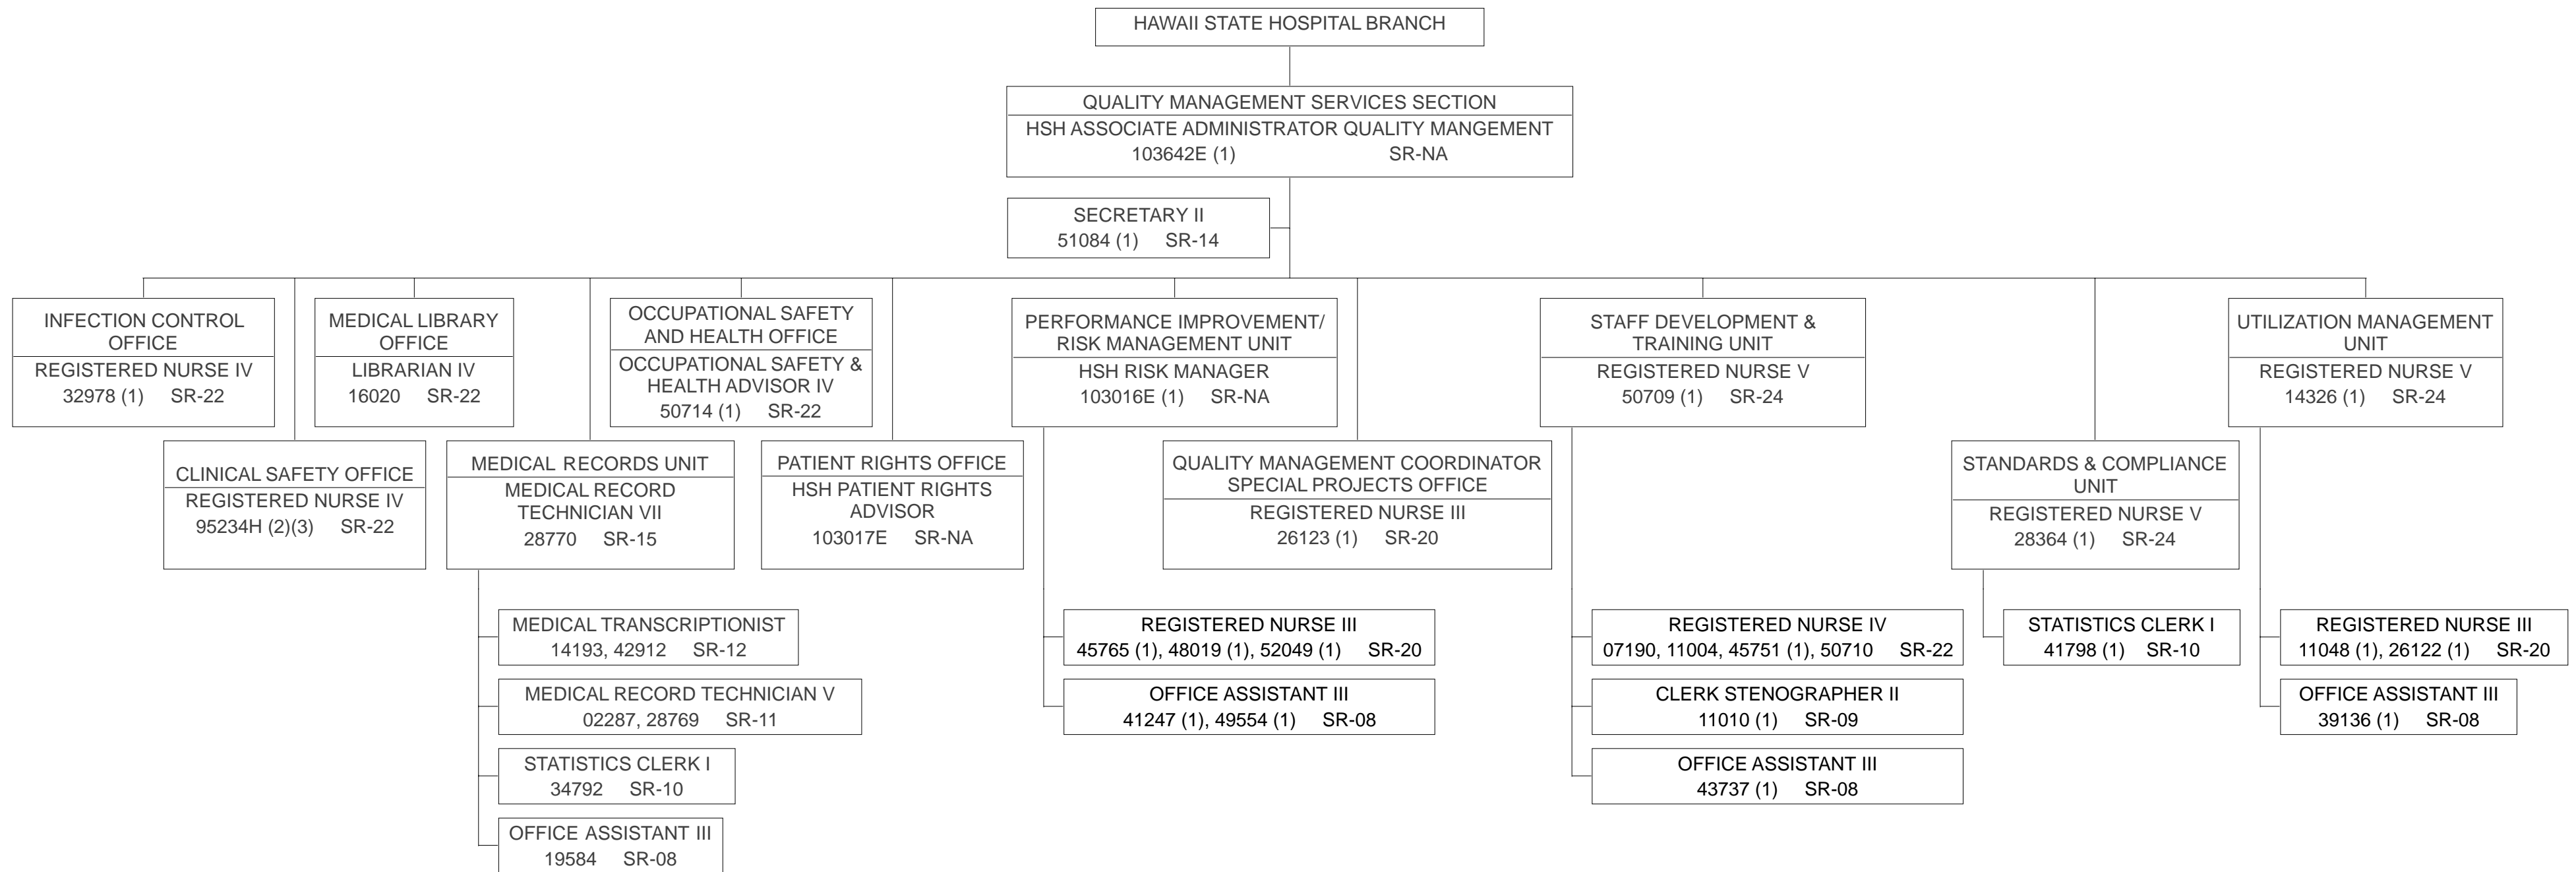 HAWAII STATE HOSPITAL BRANCH
QUALITY MANAGEMENT SERVICES SECTION
HSH ASSOCIATE ADMINISTRATOR QUALITY MANGEMENT
103642E (1) SR-NA
SECRETARY II
51084 (1) SR-14
INFECTION CONTROL
OFFICE
REGISTERED NURSE IV
32978 (1) SR-22
MEDICAL LIBRARY
OFFICE
LIBRARIAN IV
16020 SR-22
OCCUPATIONAL SAFETY
AND HEALTH OFFICE
OCCUPATIONAL SAFETY &
HEALTH ADVISOR IV
50714 (1) SR-22
PERFORMANCE IMPROVEMENT/
RISK MANAGEMENT UNIT
HSH RISK MANAGER
103016E (1) SR-NA
STAFF DEVELOPMENT &
TRAINING UNIT
REGISTERED NURSE V
50709 (1) SR-24
UTILIZATION MANAGEMENT
UNIT
REGISTERED NURSE V
14326 (1) SR-24
CLINICAL SAFETY OFFICE
REGISTERED NURSE IV
95234H (2)(3) SR-22
MEDICAL RECORDS UNIT
MEDICAL RECORD
TECHNICIAN VII
28770 SR-15
PATIENT RIGHTS OFFICE
HSH PATIENT RIGHTS
ADVISOR
103017E SR-NA
QUALITY MANAGEMENT COORDINATOR
SPECIAL PROJECTS OFFICE
REGISTERED NURSE III
26123 (1) SR-20
STANDARDS & COMPLIANCE
UNIT
REGISTERED NURSE V
28364 (1) SR-24
MEDICAL TRANSCRIPTIONIST
14193, 42912 SR-12
MEDICAL RECORD TECHNICIAN V
02287, 28769 SR-11
STATISTICS CLERK I
34792 SR-10
OFFICE ASSISTANT III
19584 SR-08
REGISTERED NURSE III
45765 (1), 48019 (1), 52049 (1) SR-20
OFFICE ASSISTANT III
41247 (1), 49554 (1) SR-08
REGISTERED NURSE IV
07190, 11004, 45751 (1), 50710 SR-22
CLERK STENOGRAPHER II
11010 (1) SR-09
OFFICE ASSISTANT III
43737 (1) SR-08
STATISTICS CLERK I
41798 (1) SR-10
REGISTERED NURSE III
11048 (1), 26122 (1) SR-20
OFFICE ASSISTANT III
39136 (1) SR-08